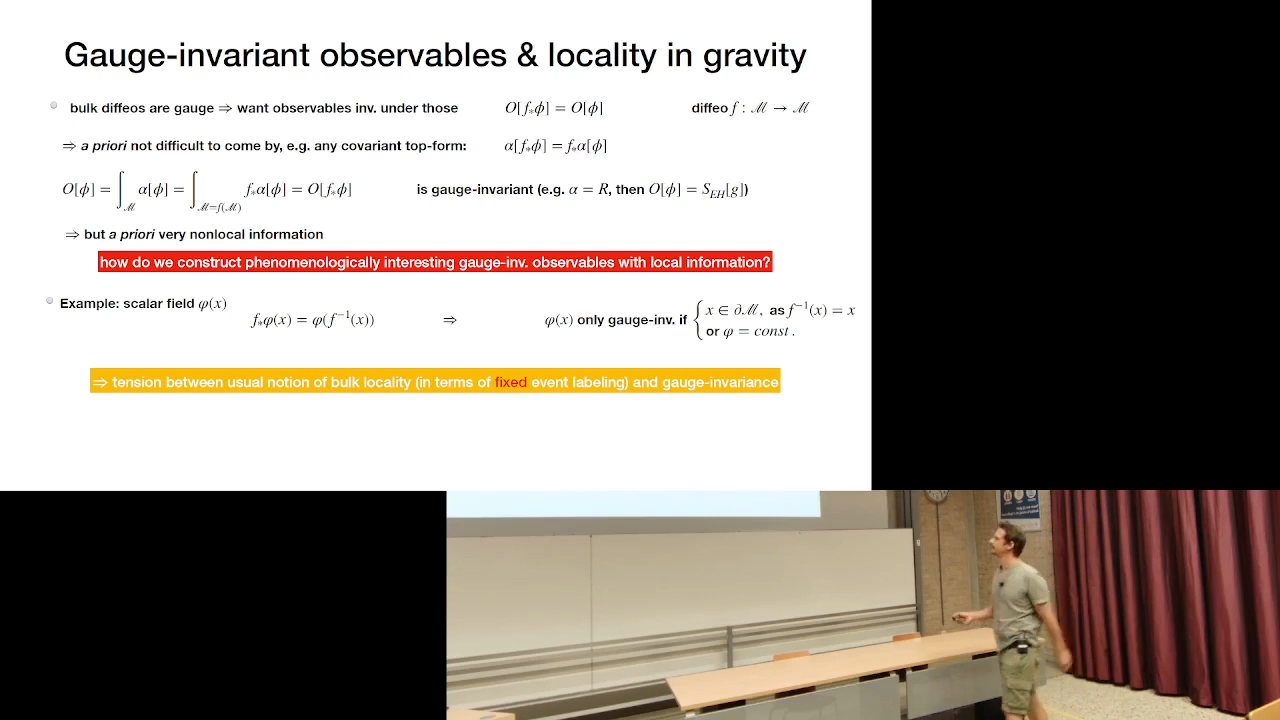 Gauge-invariant observables & locality in gravity
bulk diffeos are gauge ⇒ want observables inv. under those O[f∗ϕ] = O[ϕ] diffeo f : ℳ → ℳ
⇒ a priori not difficult to come by, e.g. any covariant top-form: α[f∗ϕ] = f∗α[ϕ]
O[ϕ] = ∫_ℳ α[ϕ] = ∫_ℳ=f(ℳ) f∗α[ϕ] = O[f∗ϕ] is gauge-invariant (e.g. α = R, then O[ϕ] = S_EH[g])
⇒ but a priori very nonlocal information
how do we construct phenomenologically interesting gauge-inv. observables with local information?
Example: scalar field φ(x)
f∗φ(x) = φ(f⁻¹(x)) ⇒ φ(x) only gauge-inv. if { x ∈ ∂ℳ, as f⁻¹(x) = x
or φ = const .
⇒ tension between usual notion of bulk locality (in terms of fixed event labeling) and gauge-invariance